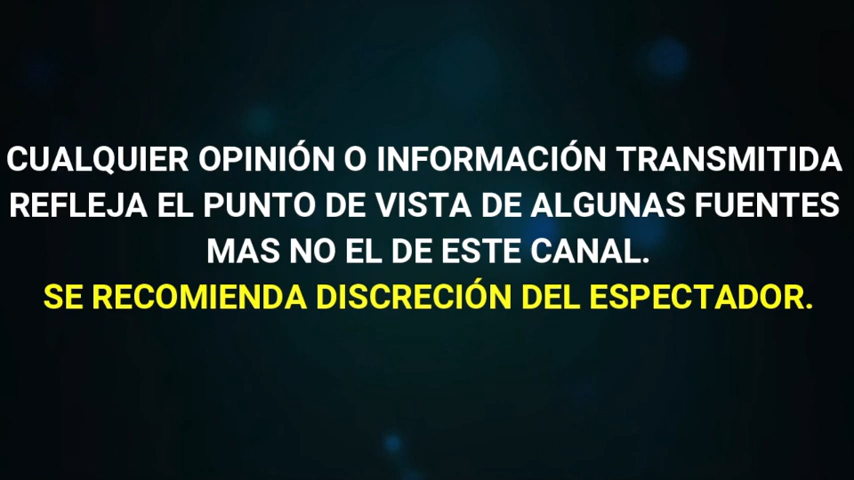 CUALQUIER OPINIÓN O INFORMACIÓN TRANSMITIDA
REFLEJA EL PUNTO DE VISTA DE ALGUNAS FUENTES
MAS NO EL DE ESTE CANAL.
SE RECOMIENDA DISCRECIÓN DEL ESPECTADOR.